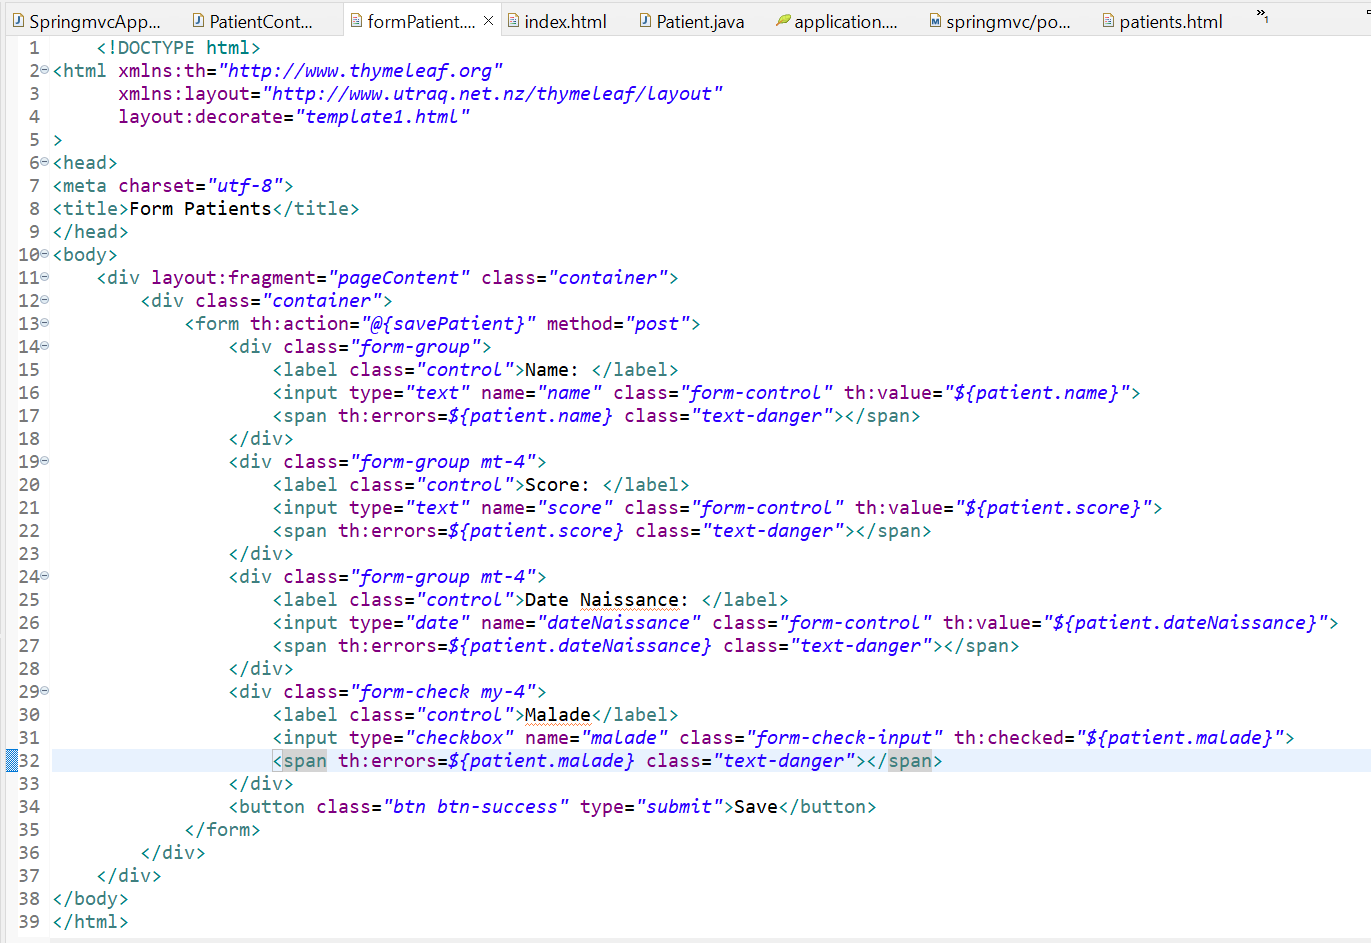 SpringmvcApp... PatientCont... formPatient.... index.html Patient.java application.... springmvc/po... patients.html »1
1 <!DOCTYPE html>
2 <html xmlns:th="http://www.thymeleaf.org"
3 xmlns:layout="http://www.utraq.net.nz/thymeleaf/layout"
4 layout:decorate="template1.html"
5 >
6 <head>
7 <meta charset="utf-8">
8 <title>Form Patients</title>
9 </head>
10 <body>
11 <div layout:fragment="pageContent" class="container">
12 <div class="container">
13 <form th:action="@{savePatient}" method="post">
14 <div class="form-group">
15 <label class="control">Name: </label>
16 <input type="text" name="name" class="form-control" th:value="${patient.name}">
17 <span th:errors=${patient.name} class="text-danger"></span>
18 </div>
19 <div class="form-group mt-4">
20 <label class="control">Score: </label>
21 <input type="text" name="score" class="form-control" th:value="${patient.score}">
22 <span th:errors=${patient.score} class="text-danger"></span>
23 </div>
24 <div class="form-group mt-4">
25 <label class="control">Date Naissance: </label>
26 <input type="date" name="dateNaissance" class="form-control" th:value="${patient.dateNaissance}">
27 <span th:errors=${patient.dateNaissance} class="text-danger"></span>
28 </div>
29 <div class="form-check my-4">
30 <label class="control">Malade</label>
31 <input type="checkbox" name="malade" class="form-check-input" th:checked="${patient.malade}">
32 <span th:errors=${patient.malade} class="text-danger"></span>
33 </div>
34 <button class="btn btn-success" type="submit">Save</button>
35 </form>
36 </div>
37 </div>
38 </body>
39 </html>